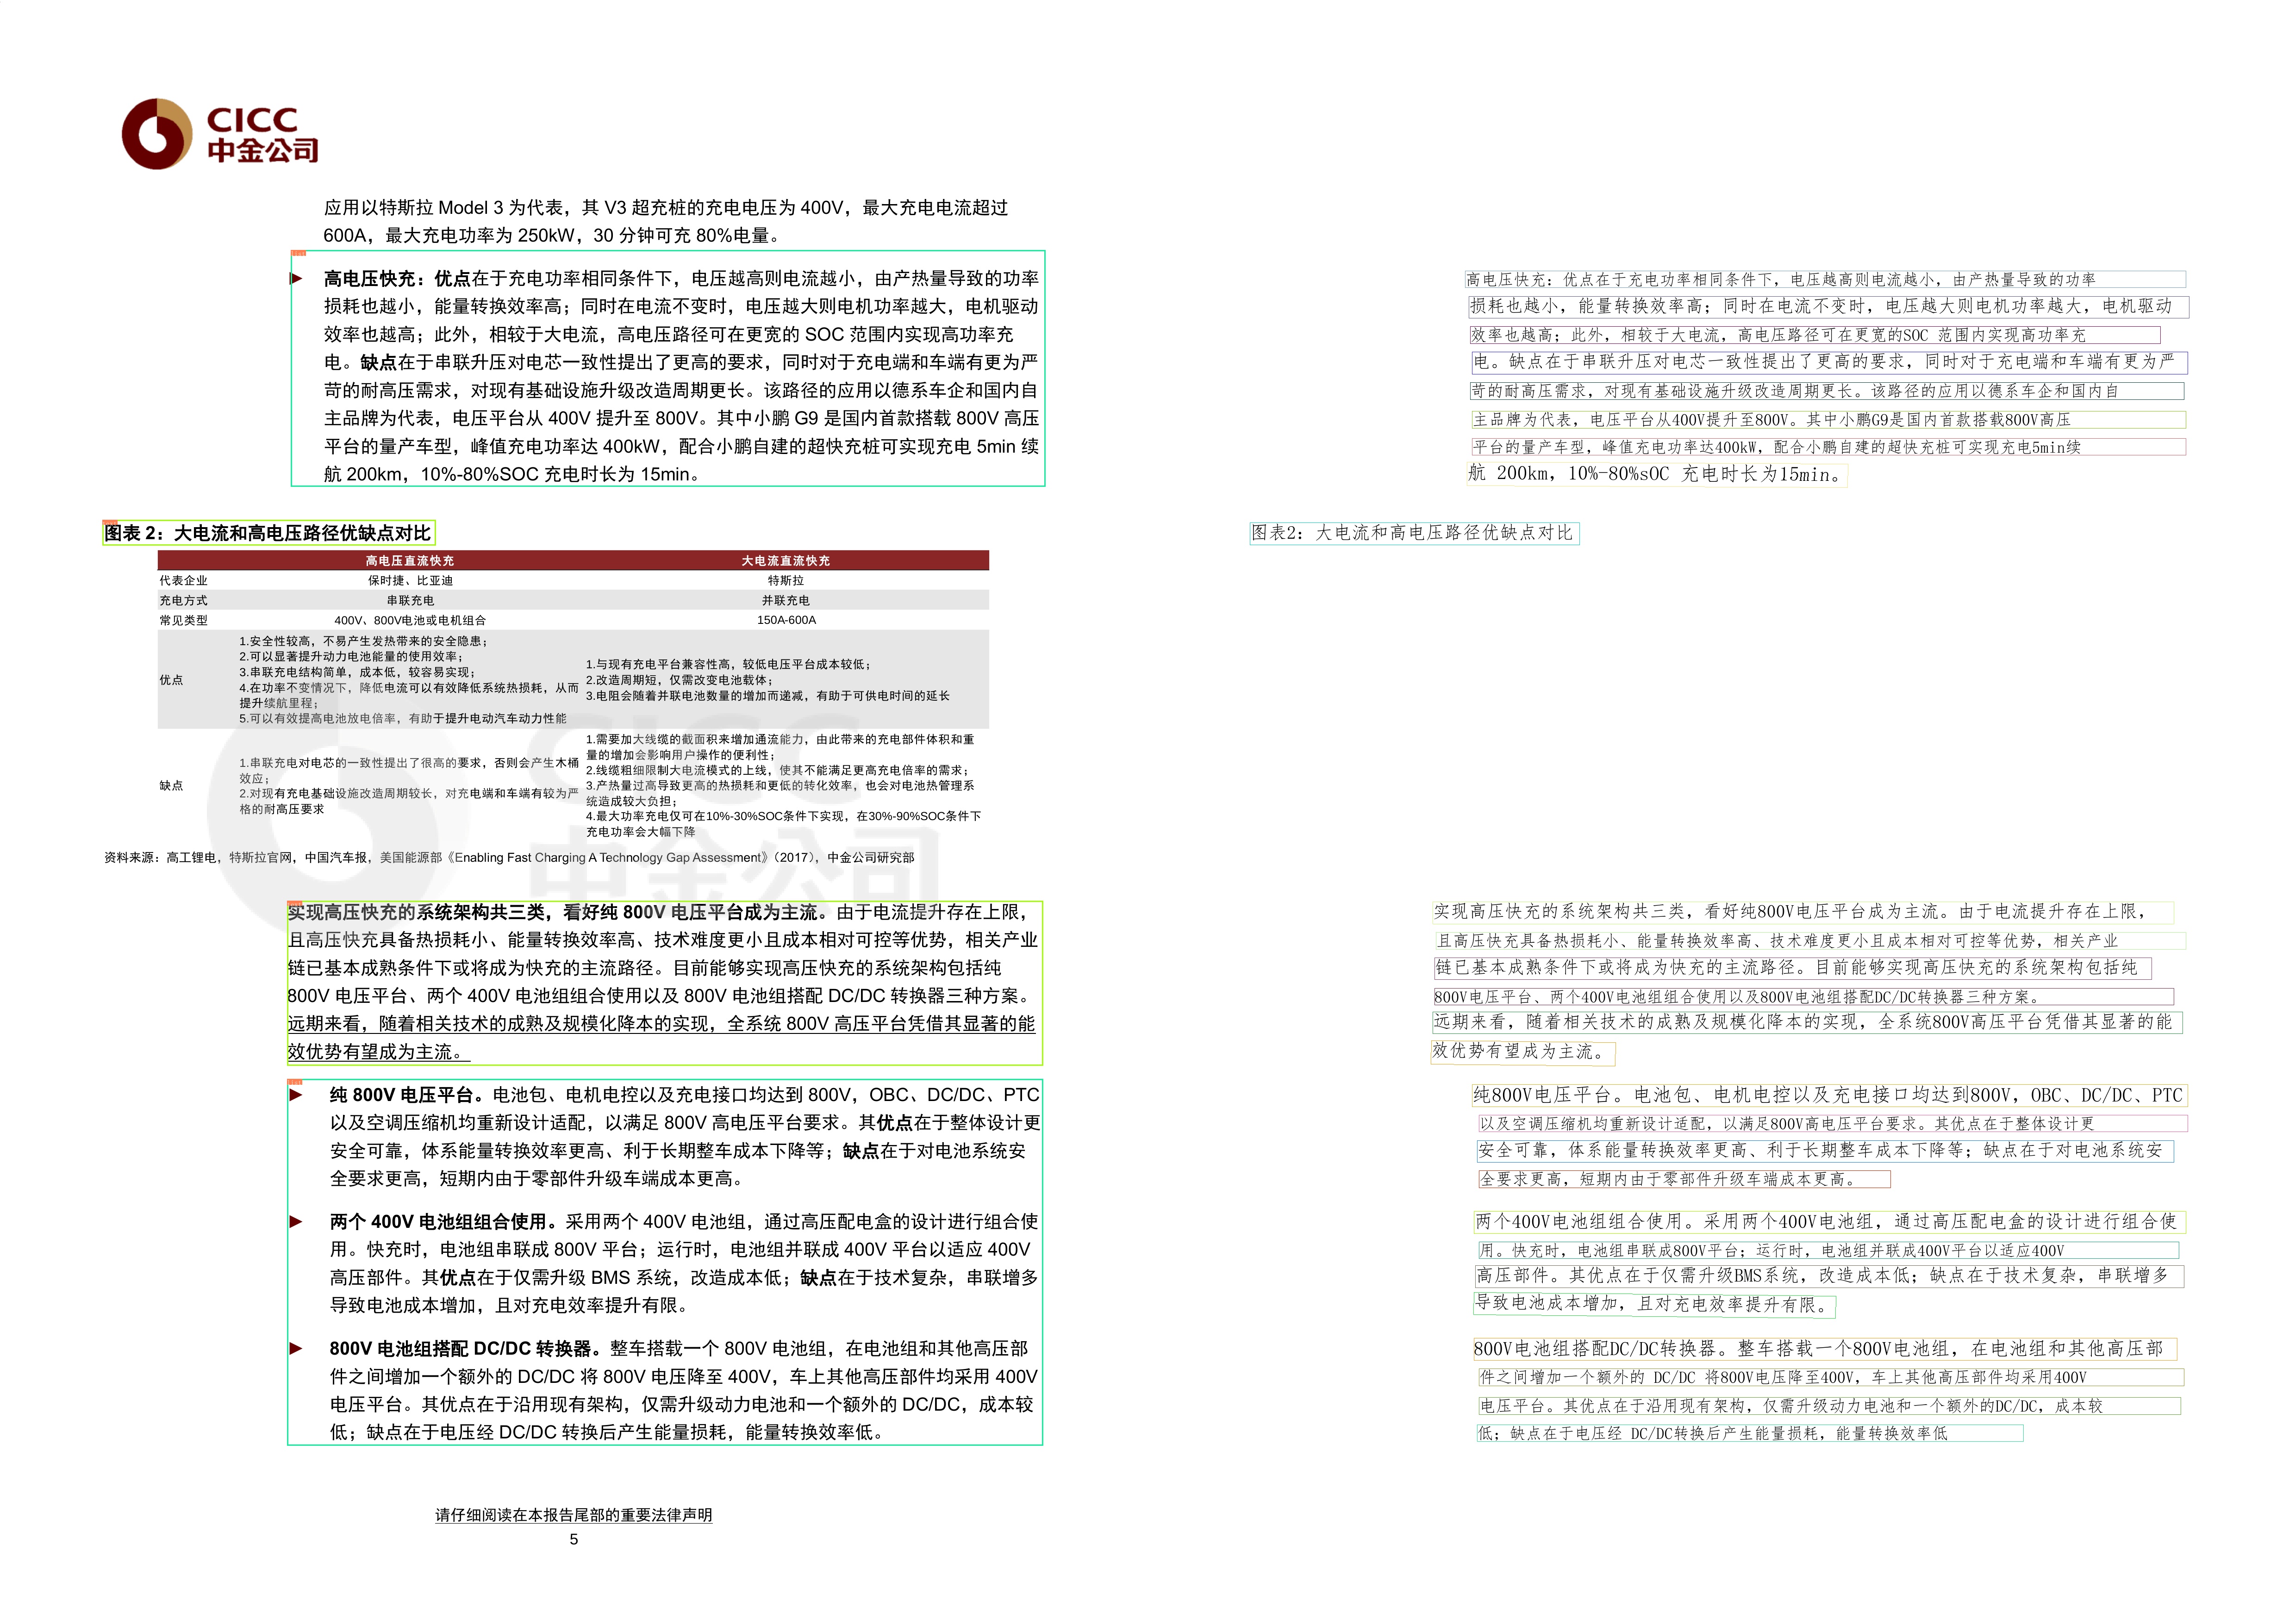 CICC
中金公司
应用以特斯拉 Model 3 为代表，其 V3 超充桩的充电电压为 400V，最大充电电流超过
600A，最大充电功率为 250kW，30 分钟可充 80%电量。
高电压快充：优点在于充电功率相同条件下，电压越高则电流越小，由产热量导致的功率
损耗也越小，能量转换效率高；同时在电流不变时，电压越大则电机功率越大，电机驱动
效率也越高；此外，相较于大电流，高电压路径可在更宽的 SOC 范围内实现高功率充
电。缺点在于串联升压对电芯一致性提出了更高的要求，同时对于充电端和车端有更为严
苛的耐高压需求，对现有基础设施升级改造周期更长。该路径的应用以德系车企和国内自
主品牌为代表，电压平台从 400V 提升至 800V。其中小鹏 G9 是国内首款搭载 800V 高压
平台的量产车型，峰值充电功率达 400kW，配合小鹏自建的超快充桩可实现充电 5min 续
航 200km，10%-80%SOC 充电时长为 15min。
图表 2：大电流和高电压路径优缺点对比
高电压直流快充 大电流直流快充
代表企业 保时捷、比亚迪 特斯拉
充电方式 串联充电 并联充电
常见类型 400V、800V电池或电机组合 150A-600A
优点
1.安全性较高，不易产生发热带来的安全隐患；
2.可以显著提升动力电池能量的使用效率；
3.串联充电结构简单，成本低，较容易实现；
4.在功率不变情况下，降低电流可以有效降低系统热损耗，从而
提升续航里程；
5.可以有效提高电池放电倍率，有助于提升电动汽车动力性能
1.与现有充电平台兼容性高，较低电压平台成本较低；
2.改造周期短，仅需改变电池载体；
3.电阻会随着并联电池数量的增加而递减，有助于可供电时间的延长
缺点
1.串联充电对电芯的一致性提出了很高的要求，否则会产生木桶
效应；
2.对现有充电基础设施改造周期较长，对充电端和车端有较为严
格的耐高压要求
1.需要加大线缆的截面积来增加通流能力，由此带来的充电部件体积和重
量的增加会影响用户操作的便利性；
2.线缆粗细限制大电流模式的上线，使其不能满足更高充电倍率的需求；
3.产热量过高导致更高的热损耗和更低的转化效率，也会对电池热管理系
统造成较大负担；
4.最大功率充电仅可在10%-30%SOC条件下实现，在30%-90%SOC条件下
充电功率会大幅下降
资料来源：高工锂电，特斯拉官网，中国汽车报，美国能源部《Enabling Fast Charging A Technology Gap Assessment》（2017），中金公司研究部
CICC
中金公司
实现高压快充的系统架构共三类，看好纯 800V 电压平台成为主流。由于电流提升存在上限，
且高压快充具备热损耗小、能量转换效率高、技术难度更小且成本相对可控等优势，相关产业
链已基本成熟条件下或将成为快充的主流路径。目前能够实现高压快充的系统架构包括纯
800V 电压平台、两个 400V 电池组组合使用以及 800V 电池组搭配 DC/DC 转换器三种方案。
远期来看，随着相关技术的成熟及规模化降本的实现，全系统 800V 高压平台凭借其显著的能
效优势有望成为主流。
纯 800V 电压平台。电池包、电机电控以及充电接口均达到 800V，OBC、DC/DC、PTC
以及空调压缩机均重新设计适配，以满足 800V 高电压平台要求。其优点在于整体设计更
安全可靠，体系能量转换效率更高、利于长期整车成本下降等；缺点在于对电池系统安
全要求更高，短期内由于零部件升级车端成本更高。
两个 400V 电池组组合使用。采用两个 400V 电池组，通过高压配电盒的设计进行组合使
用。快充时，电池组串联成 800V 平台；运行时，电池组并联成 400V 平台以适应 400V
高压部件。其优点在于仅需升级 BMS 系统，改造成本低；缺点在于技术复杂，串联增多
导致电池成本增加，且对充电效率提升有限。
800V 电池组搭配 DC/DC 转换器。整车搭载一个 800V 电池组，在电池组和其他高压部
件之间增加一个额外的 DC/DC 将 800V 电压降至 400V，车上其他高压部件均采用 400V
电压平台。其优点在于沿用现有架构，仅需升级动力电池和一个额外的 DC/DC，成本较
低；缺点在于电压经 DC/DC 转换后产生能量损耗，能量转换效率低。
请仔细阅读在本报告尾部的重要法律声明
5
高电压快充：优点在于充电功率相同条件下，电压越高则电流越小，由产热量导致的功率
损耗也越小，能量转换效率高；同时在电流不变时，电压越大则电机功率越大，电机驱动
效率也越高；此外，相较于大电流，高电压路径可在更宽的SOC 范围内实现高功率充
电。缺点在于串联升压对电芯一致性提出了更高的要求，同时对于充电端和车端有更为严
苛的耐高压需求，对现有基础设施升级改造周期更长。该路径的应用以德系车企和国内自
主品牌为代表，电压平台从400V提升至800V。其中小鹏G9是国内首款搭载800V高压
平台的量产车型，峰值充电功率达400kW，配合小鹏自建的超快充桩可实现充电5min续
航 200km，10%-80%sOC 充电时长为15min。
图表2：大电流和高电压路径优缺点对比
实现高压快充的系统架构共三类，看好纯800V电压平台成为主流。由于电流提升存在上限，
且高压快充具备热损耗小、能量转换效率高、技术难度更小且成本相对可控等优势，相关产业
链已基本成熟条件下或将成为快充的主流路径。目前能够实现高压快充的系统架构包括纯
800V电压平台、两个400V电池组组合使用以及800V电池组搭配DC/DC转换器三种方案。
远期来看，随着相关技术的成熟及规模化降本的实现，全系统800V高压平台凭借其显著的能
效优势有望成为主流。
纯800V电压平台。电池包、电机电控以及充电接口均达到800V，OBC、DC/DC、PTC
以及空调压缩机均重新设计适配，以满足800V高电压平台要求。其优点在于整体设计更
安全可靠，体系能量转换效率更高、利于长期整车成本下降等；缺点在于对电池系统安
全要求更高，短期内由于零部件升级车端成本更高。
两个400V电池组组合使用。采用两个400V电池组，通过高压配电盒的设计进行组合使
用。快充时，电池组串联成800V平台；运行时，电池组并联成400V平台以适应400V
高压部件。其优点在于仅需升级BMS系统，改造成本低；缺点在于技术复杂，串联增多
导致电池成本增加，且对充电效率提升有限。
800V电池组搭配DC/DC转换器。整车搭载一个800V电池组，在电池组和其他高压部
件之间增加一个额外的 DC/DC 将800V电压降至400V，车上其他高压部件均采用400V
电压平台。其优点在于沿用现有架构，仅需升级动力电池和一个额外的DC/DC，成本较
低；缺点在于电压经 DC/DC转换后产生能量损耗，能量转换效率低